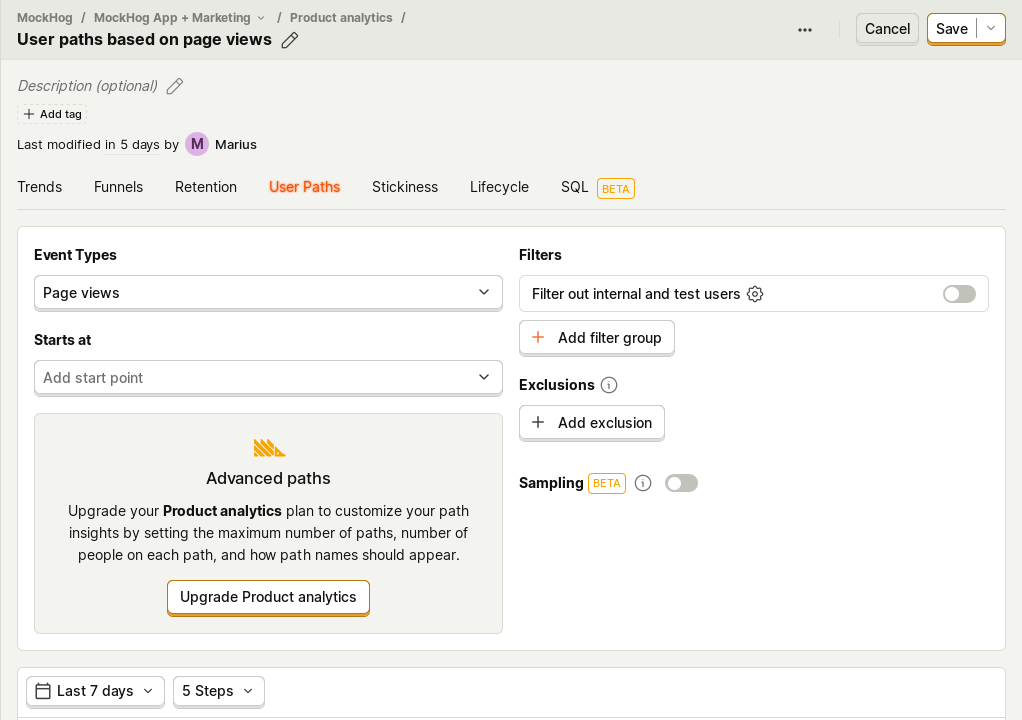 MockHog / MockHog App + Marketing / Product analytics /
User paths based on page views
Cancel
Save
Description (optional)
Add tag
Last modified in 5 days by M Marius
Trends Funnels Retention User Paths Stickiness Lifecycle SQL BETA
Event Types
Page views
Starts at
Add start point
Advanced paths
Upgrade your Product analytics plan to customize your path
insights by setting the maximum number of paths, number of
people on each path, and how path names should appear.
Upgrade Product analytics
Filters
Filter out internal and test users
Add filter group
Exclusions
Add exclusion
Sampling BETA
Last 7 days
5 Steps